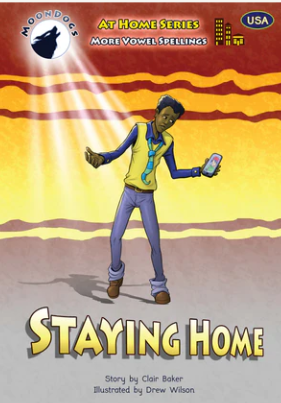 MOONDOGS
AT HOME SERIES
MORE VOWEL SPELLINGS
USA
STAYING HOME
Story by Clair Baker
Illustrated by Drew Wilson